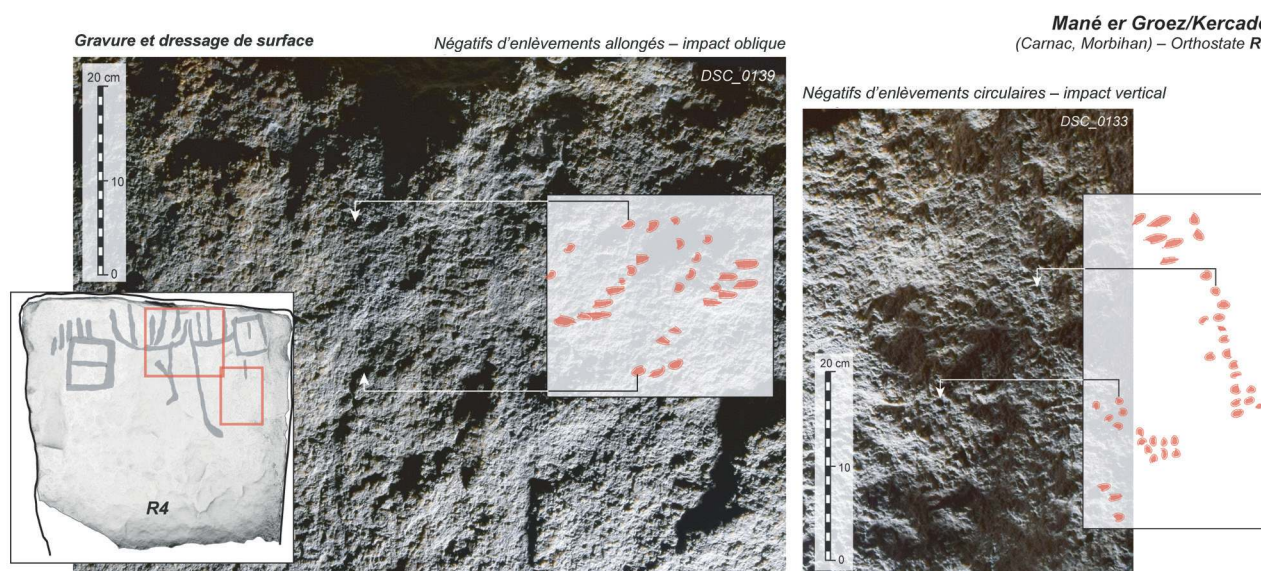 Mané er Groez/Kercado
(Carnac, Morbihan) – Orthostate R
Gravure et dressage de surface
Négatifs d'enlèvements allongés – impact oblique
20 cm
DSC_0139
10
0
Négatifs d'enlèvements circulaires – impact vertical
DSC_0133
20 cm
10
0
R4